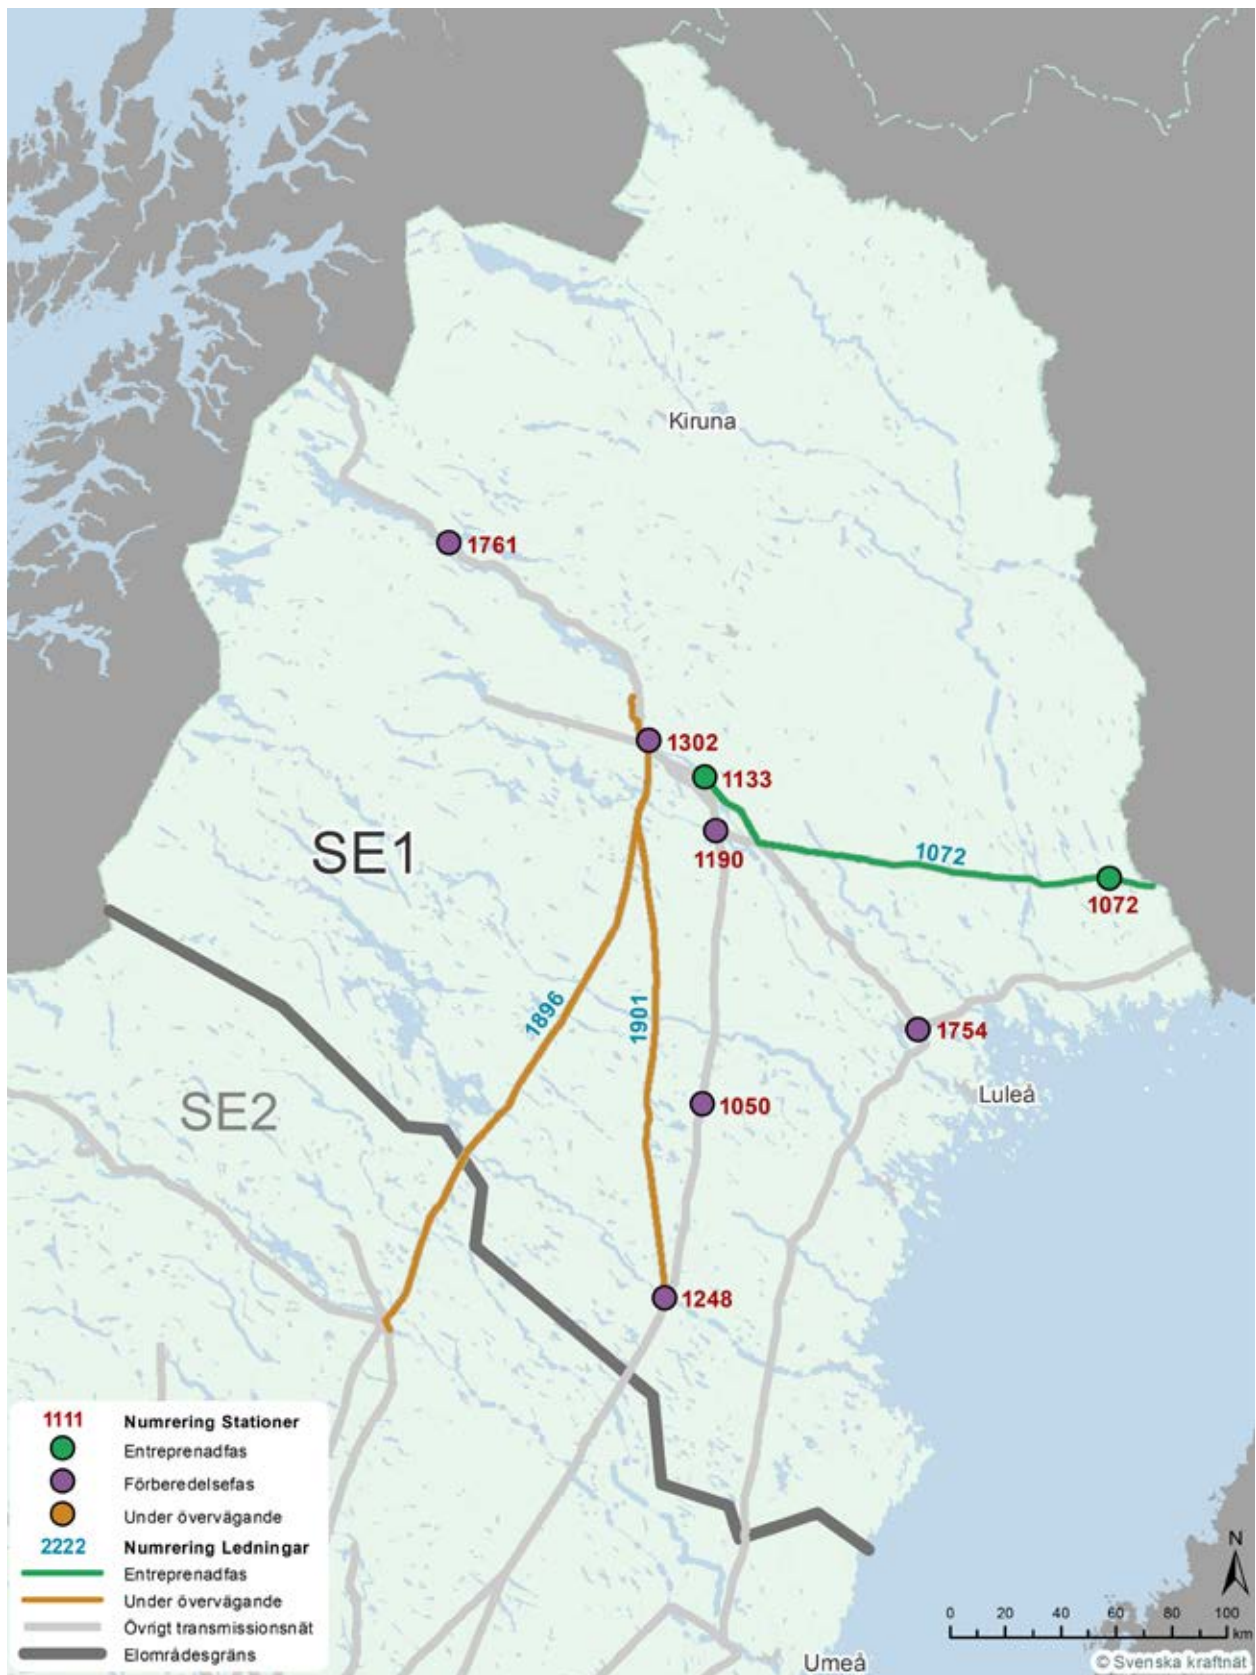 Kiruna
1761
1302
1133
1190
SE1
1072
1072
1896
1901
1754
Luleå
1050
SE2
1248
1111 Numrering Stationer
Entreprenadfas
Förberedelsefas
Under övervägande
2222 Numrering Ledningar
Entreprenadfas
Under övervägande
Övrigt transmissionsnät
Elområdesgräns
N
0 20 40 60 80 100
km
© Svenska kraftnät
Umeå